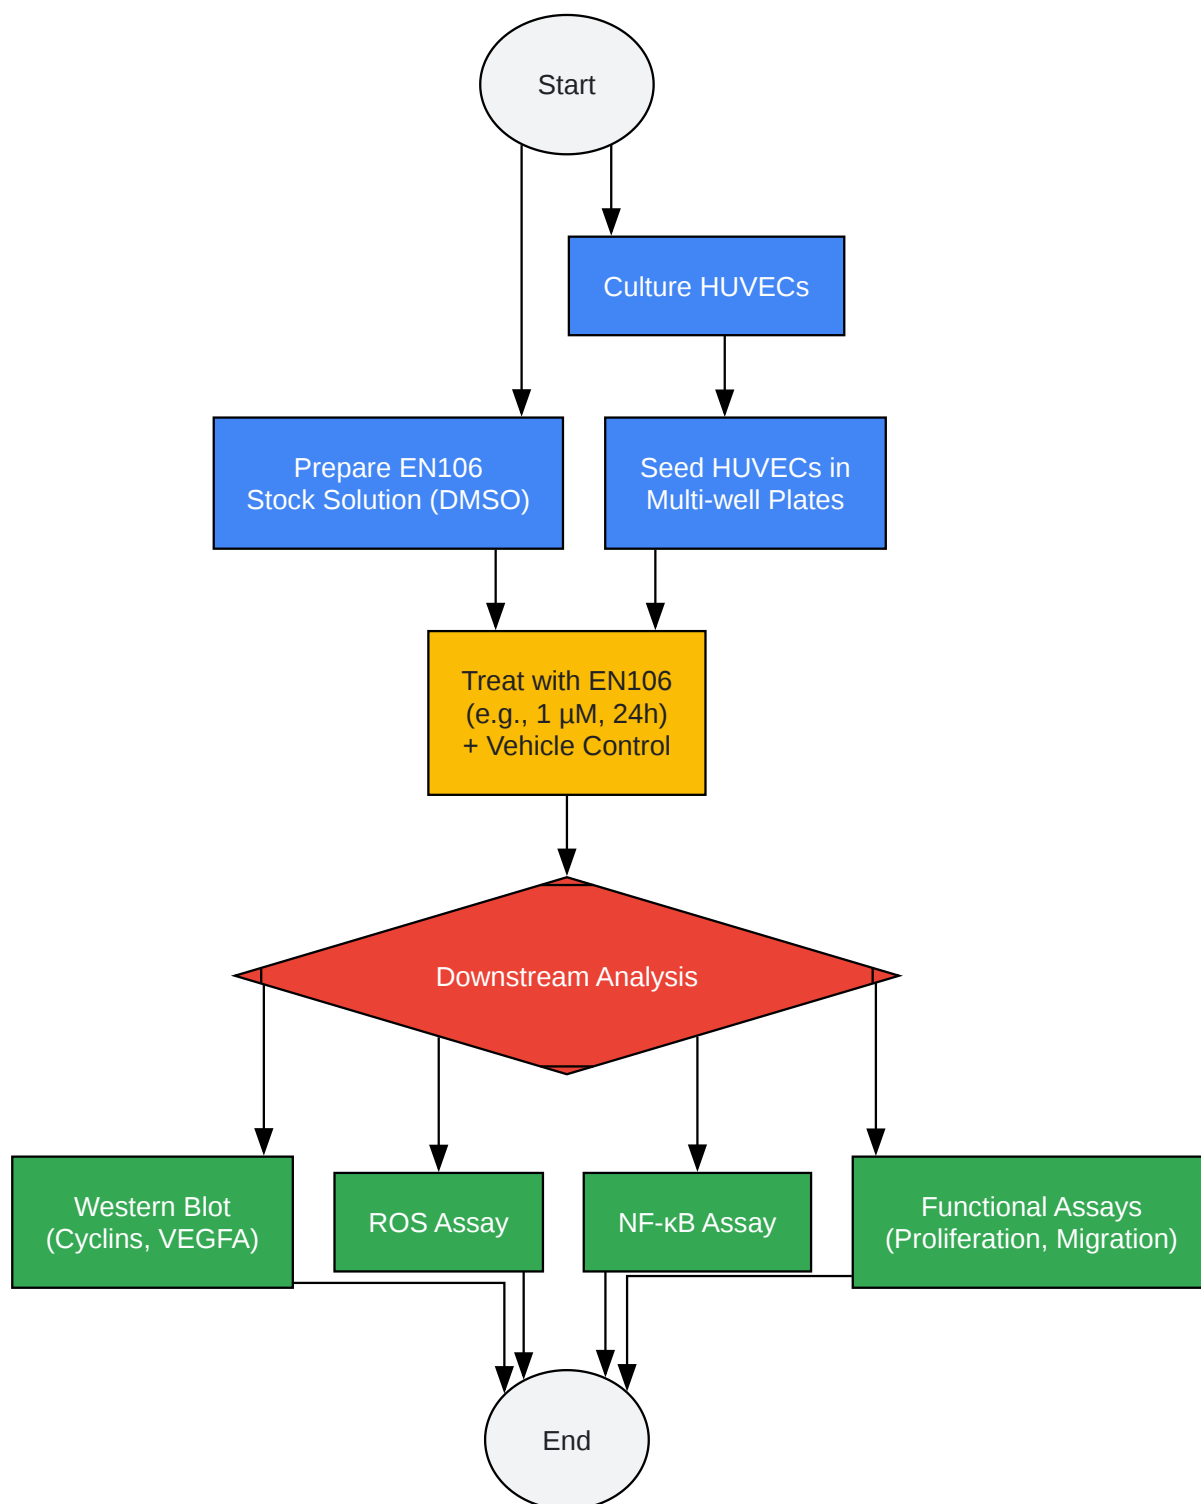 Start
Culture HUVECs
Prepare EN106
Stock Solution (DMSO)
Seed HUVECs in
Multi-well Plates
Treat with EN106
(e.g., 1 µM, 24h)
+ Vehicle Control
Downstream Analysis
Western Blot
(Cyclins, VEGFA)
ROS Assay
NF-κB Assay
Functional Assays
(Proliferation, Migration)
End